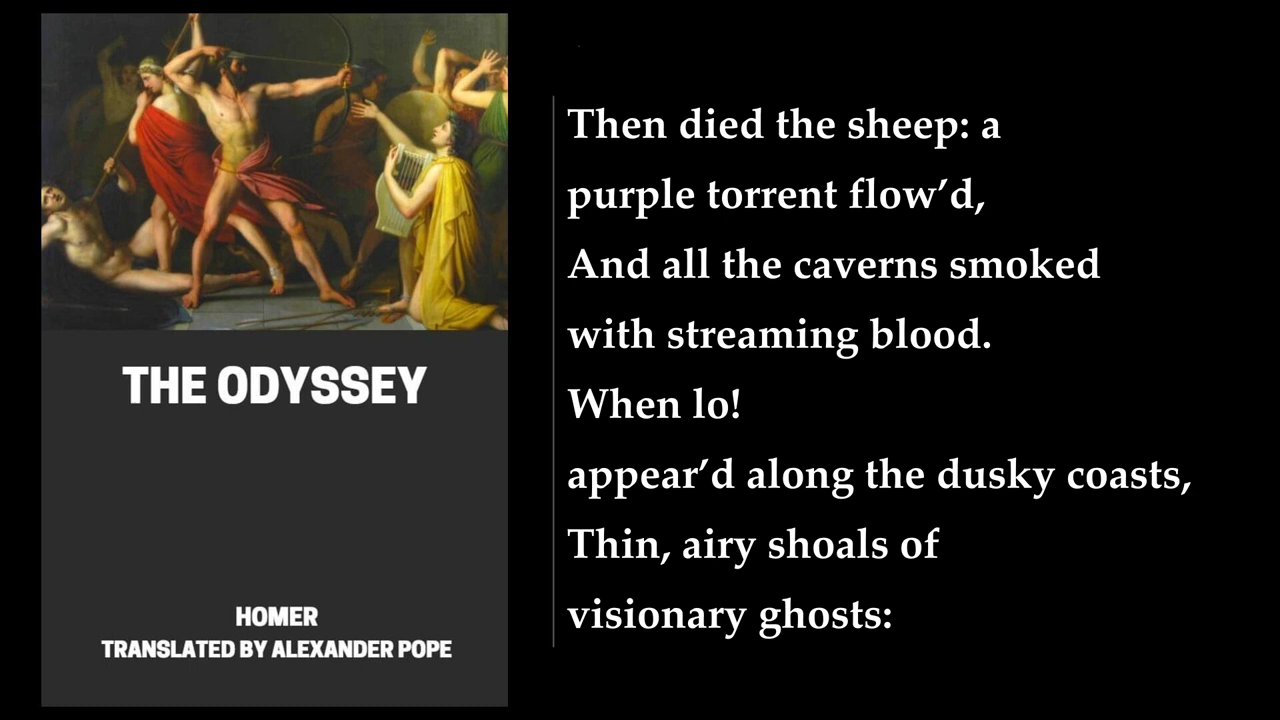 THE ODYSSEY
HOMER
TRANSLATED BY ALEXANDER POPE
Then died the sheep: a
purple torrent flow’d,
And all the caverns smoked
with streaming blood.
When lo!
appear’d along the dusky coasts,
Thin, airy shoals of
visionary ghosts: